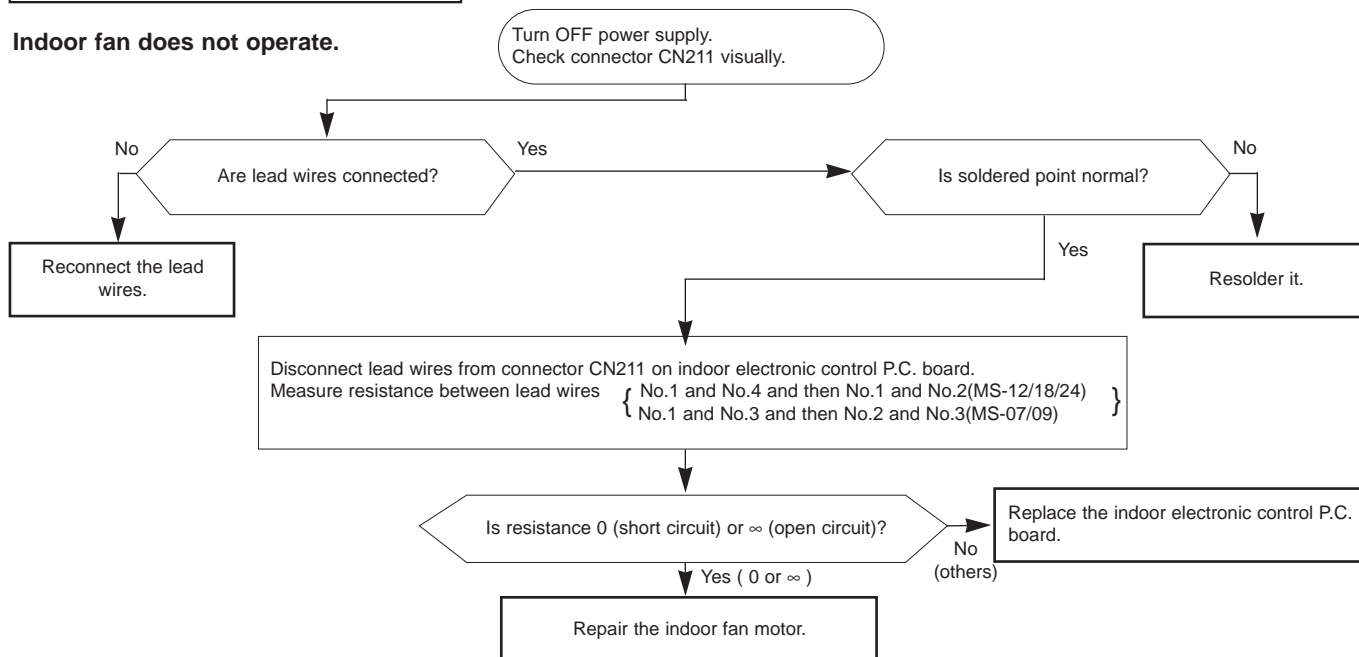 Indoor fan does not operate.
Turn OFF power supply.
Check connector CN211 visually.
No
Are lead wires connected?
Yes
Is soldered point normal?
No
Reconnect the lead
wires.
Yes
Resolder it.
Disconnect lead wires from connector CN211 on indoor electronic control P.C. board.
Measure resistance between lead wires { No.1 and No.4 and then No.1 and No.2(MS-12/18/24) }
No.1 and No.3 and then No.2 and No.3(MS-07/09)
Is resistance 0 (short circuit) or ∞ (open circuit)?
No
(others)
Replace the indoor electronic control P.C.
board.
Yes ( 0 or ∞ )
Repair the indoor fan motor.